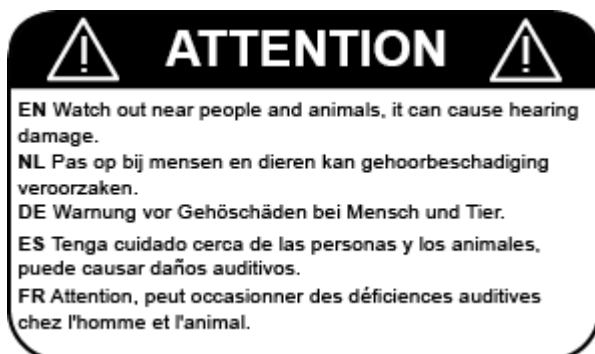 ATTENTION
EN Watch out near people and animals, it can cause hearing
damage.
NL Pas op bij mensen en dieren kan gehoorbeschadiging
veroorzaken.
DE Warnung vor Gehöschäden bei Mensch und Tier.
ES Tenga cuidado cerca de las personas y los animales,
puede causar daños auditivos.
FR Attention, peut occasionner des déficiences auditives
chez l'homme et l'animal.